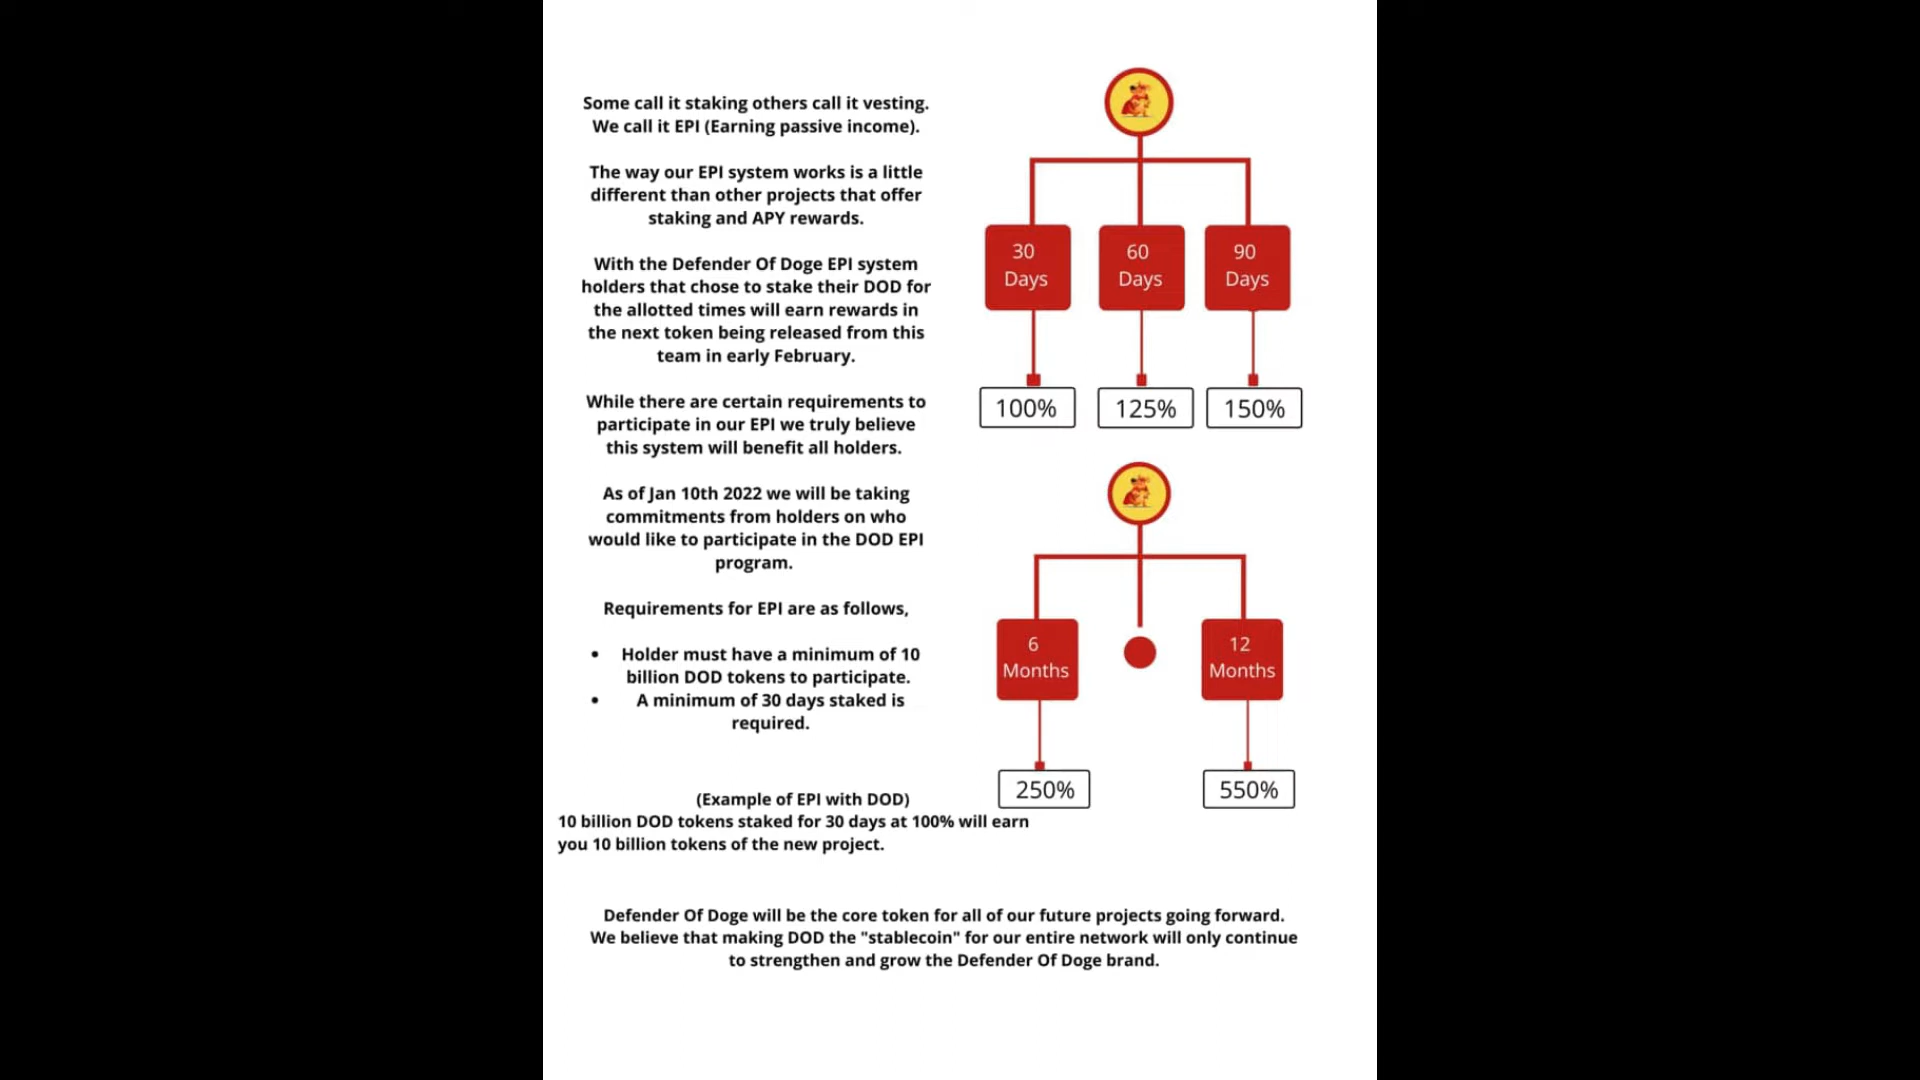 Some call it staking others call it vesting.
We call it EPI (Earning passive income).
The way our EPI system works is a little
different than other projects that offer
staking and APY rewards.
With the Defender Of Doge EPI system
holders that chose to stake their DOD for
the allotted times will earn rewards in
the next token being released from this
team in early February.
While there are certain requirements to
participate in our EPI we truly believe
this system will benefit all holders.
As of Jan 10th 2022 we will be taking
commitments from holders on who
would like to participate in the DOD EPI
program.
Requirements for EPI are as follows,
• Holder must have a minimum of 10
billion DOD tokens to participate.
• A minimum of 30 days staked is
required.
(Example of EPI with DOD)
10 billion DOD tokens staked for 30 days at 100% will earn
you 10 billion tokens of the new project.
30
Days
60
Days
90
Days
100%
125%
150%
6
Months
12
Months
250%
550%
Defender Of Doge will be the core token for all of our future projects going forward.
We believe that making DOD the "stablecoin" for our entire network will only continue
to strengthen and grow the Defender Of Doge brand.